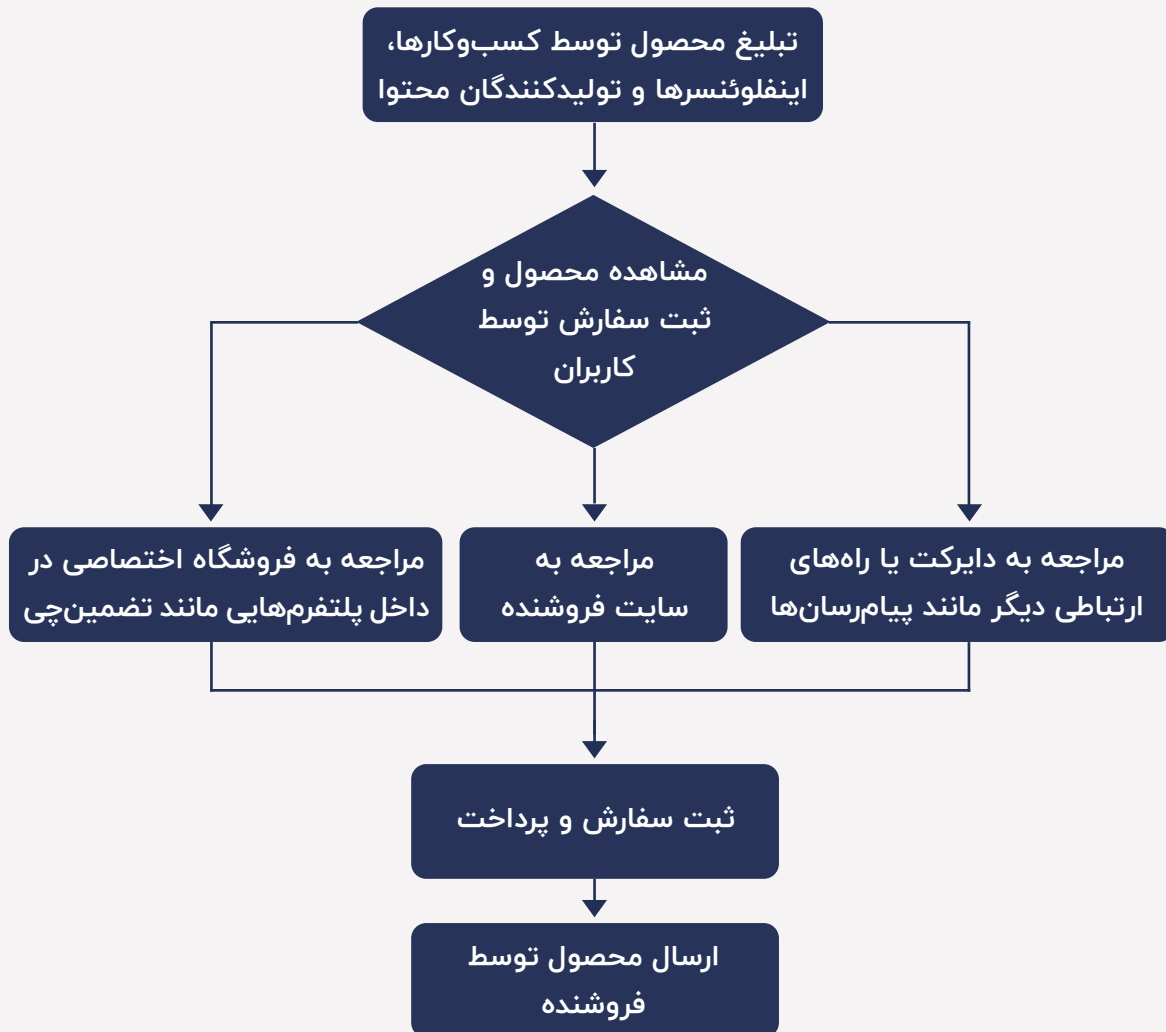 تبلیغ محصول توسط کسب‌وکارها،
اینفلوئنسرها و تولیدکنندگان محتوا
مشاهده محصول و
ثبت سفارش توسط
کاربران
مراجعه به دایرکت یا راه‌های
ارتباطی دیگر مانند پیام‌رسان‌ها
مراجعه به
سایت فروشنده
مراجعه به فروشگاه اختصاصی در
داخل پلتفرم‌هایی مانند تضمین‌چی
ثبت سفارش و پرداخت
ارسال محصول توسط
فروشنده